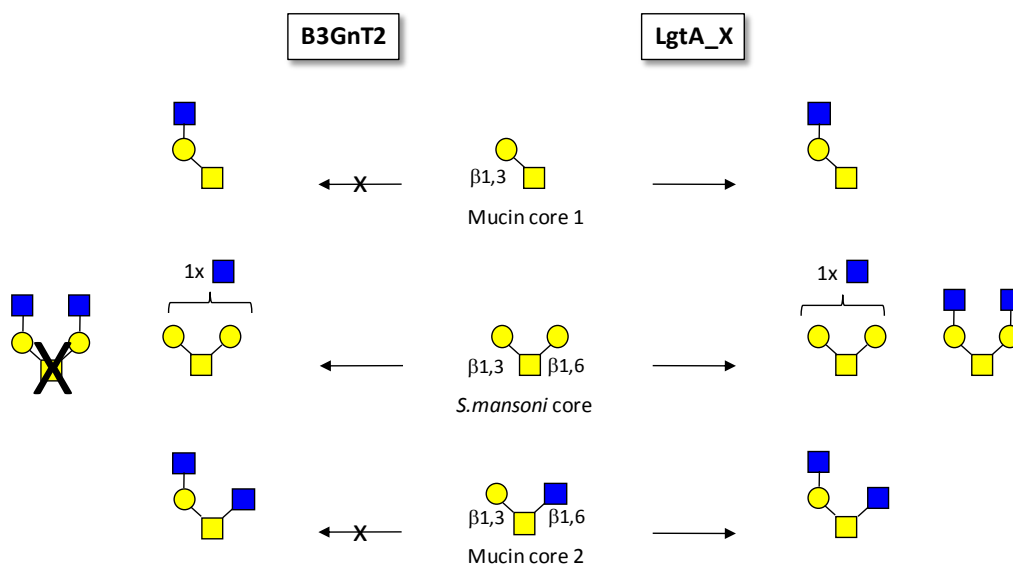 B3GnT2 LgtA_X
β1,3
X
Mucin core 1
1x 1x
X
β1,3 β1,6
S.mansoni core
β1,3 β1,6
X
Mucin core 2